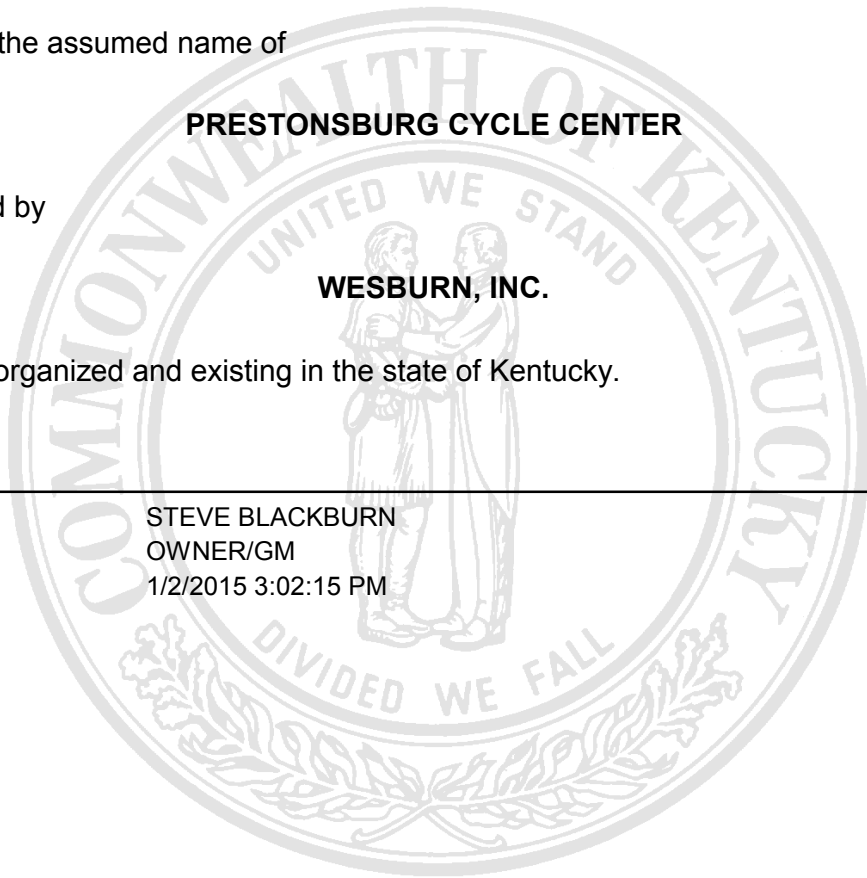 the assumed name of
PRESTONSBURG CYCLE CENTER
d by
WESBURN, INC.
organized and existing in the state of Kentucky.
STEVE BLACKBURN
OWNER/GM
1/2/2015 3:02:15 PM
COMMONWEALTH OF KENTUCKY
UNITED WE STAND
DIVIDED WE FALL